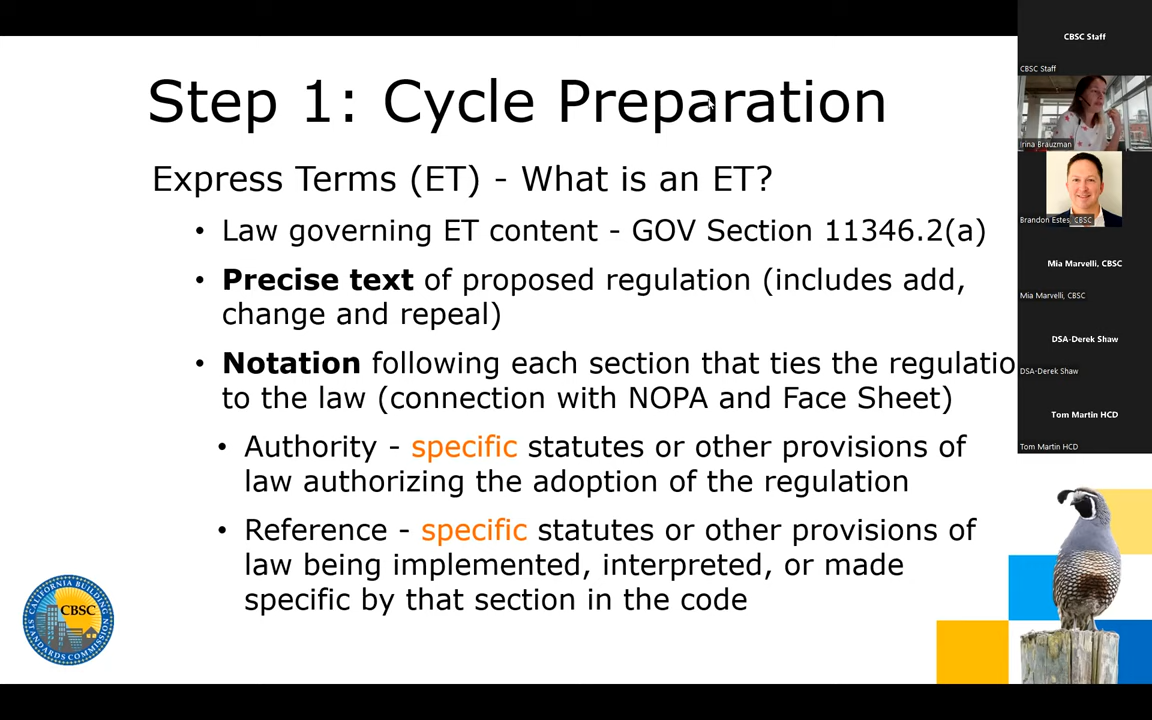 Step 1: Cycle Preparation
Express Terms (ET) - What is an ET?
• Law governing ET content - GOV Section 11346.2(a)
• Precise text of proposed regulation (includes add,
change and repeal)
• Notation following each section that ties the regulatio
to the law (connection with NOPA and Face Sheet)
• Authority - specific statutes or other provisions of
law authorizing the adoption of the regulation
• Reference - specific statutes or other provisions of
law being implemented, interpreted, or made
specific by that section in the code
CALIFORNIA BUILDING
CBSC
STANDARDS COMMISSION
CBSC Staff
CBSC Staff
Irina Brauzman
Brandon Estes, CBSC
Mia Marvelli, CBSC
Mia Marvelli, CBSC
DSA-Derek Shaw
DSA-Derek Shaw
Tom Martin HCD
Tom Martin HCD